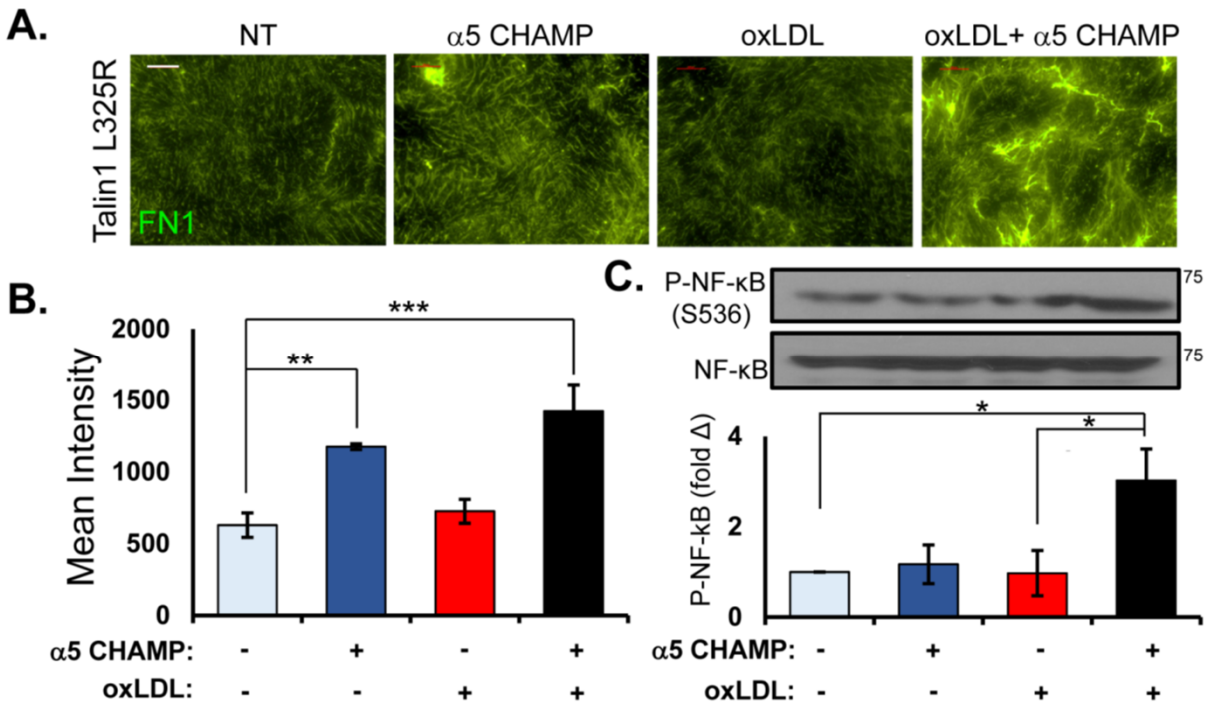 A.
NT
α5 CHAMP
oxLDL
oxLDL+ α5 CHAMP
Talin1 L325R
FN1
B.
Mean Intensity
2000
1500
1000
500
0
***
**
α5 CHAMP: - + - +
oxLDL: - - + +
C.
P-NF-κB
(S536)
75
NF-κB
75
P-NF-kB (fold Δ)
4
2
0
*
*
α5 CHAMP: - + - +
oxLDL: - - + +